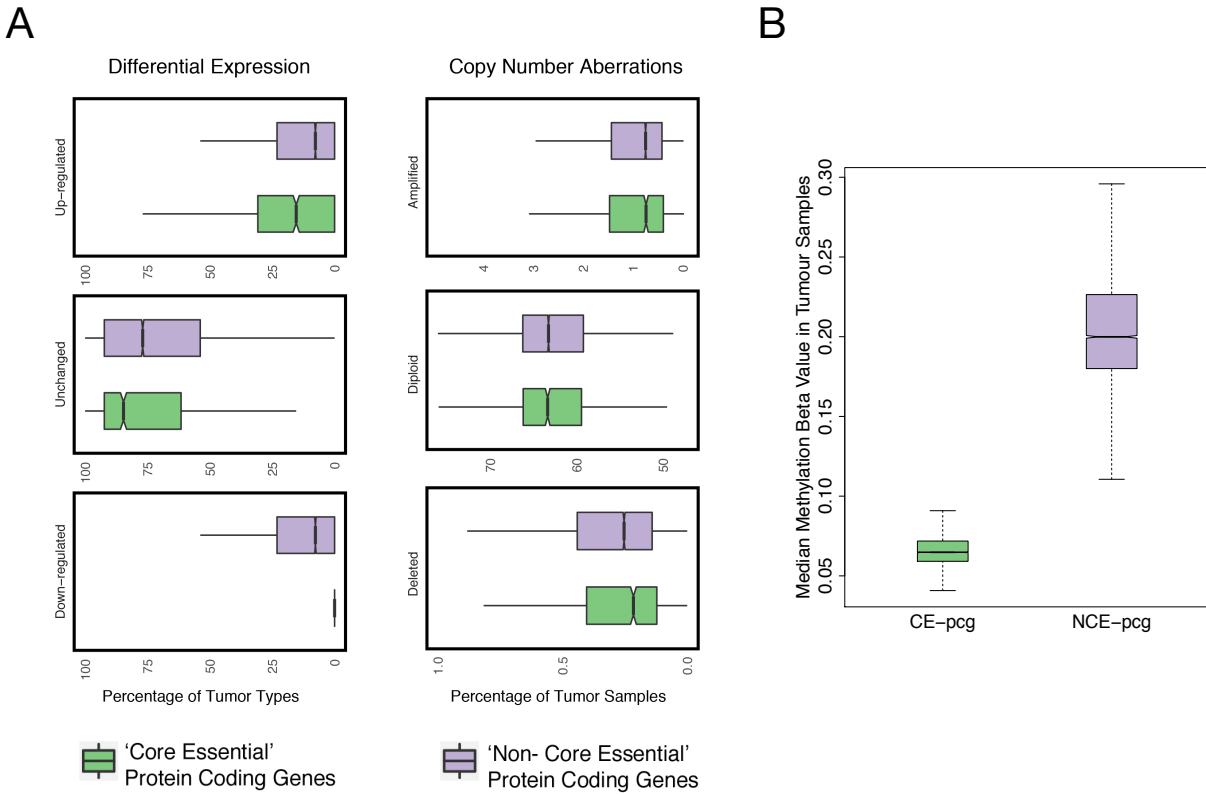 A
B
Differential Expression
Copy Number Aberrations
Up−regulated
100
75
50
25
0
Unchanged
100
75
50
25
0
Down−regulated
100
75
50
25
0
Percentage of Tumor Types
Amplified
4
3
2
1
0
Diploid
70
60
50
Deleted
1.0
0.5
0.0
Percentage of Tumor Samples
‘Core Essential’
Protein Coding Genes
‘Non- Core Essential’
Protein Coding Genes
Median Methylation Beta Value in Tumour Samples
0.30
0.25
0.20
0.15
0.10
0.05
CE−pcg
NCE−pcg